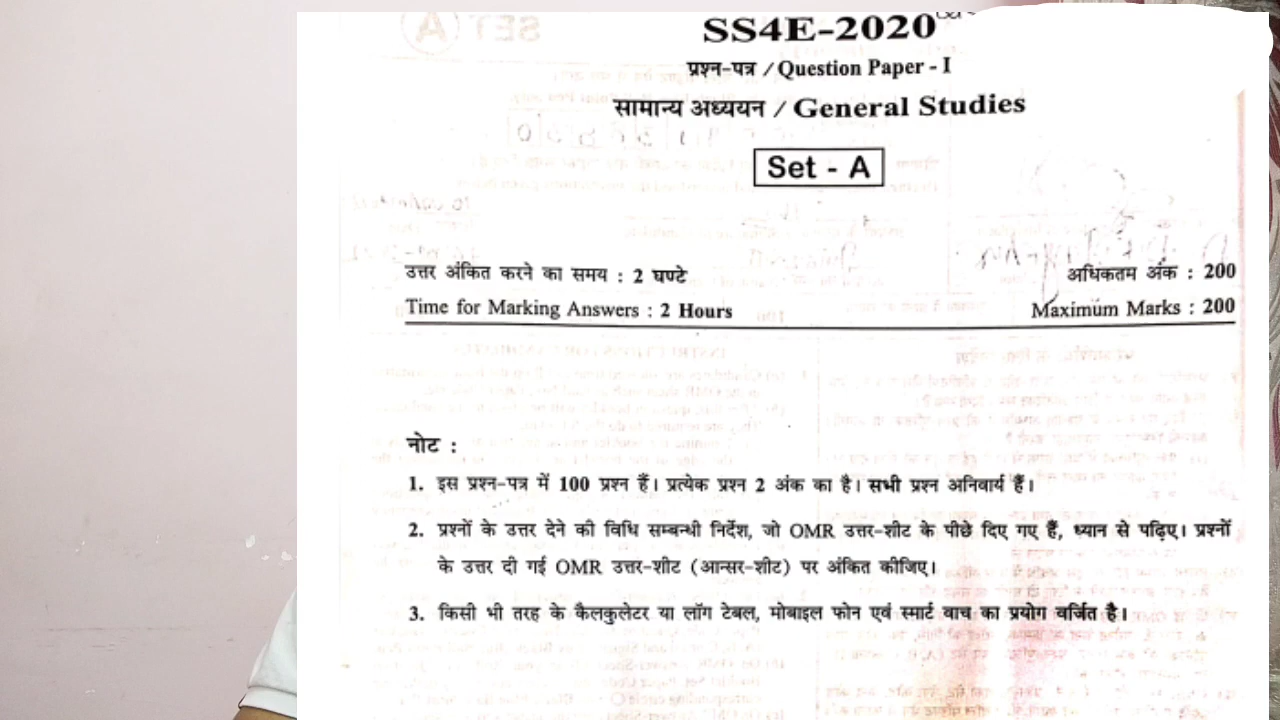 SS4E-2020
प्रश्न-पत्र / Question Paper - I
सामान्य अध्ययन / General Studies
Set - A
उत्तर अंकित करने का समय : 2 घण्टे
अधिकतम अंक : 200
Time for Marking Answers : 2 Hours
Maximum Marks : 200
नोट :
1. इस प्रश्न-पत्र में 100 प्रश्न हैं। प्रत्येक प्रश्न 2 अंक का है। सभी प्रश्न अनिवार्य हैं।
2. प्रश्नों के उत्तर देने की विधि सम्बन्धी निर्देश, जो OMR उत्तर-शीट के पीछे दिए गए हैं, ध्यान से पढ़िए। प्रश्नों
के उत्तर दी गई OMR उत्तर-शीट (आन्सर-शीट) पर अंकित कीजिए।
3. किसी भी तरह के कैलकुलेटर या लॉग टेबल, मोबाइल फोन एवं स्मार्ट वाच का प्रयोग वर्जित है।